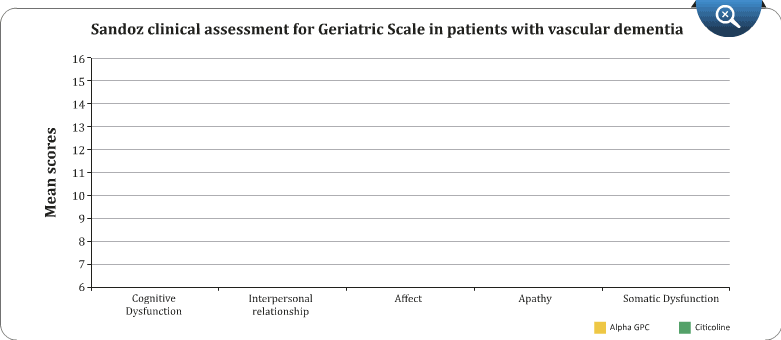 Sandoz clinical assessment for Geriatric Scale in patients with vascular dementia
Mean scores
16
15
14
13
12
11
10
9
8
7
6
Cognitive
Dysfunction
Interpersonal
relationship
Affect
Apathy
Somatic Dysfunction
Alpha GPC
Citicoline